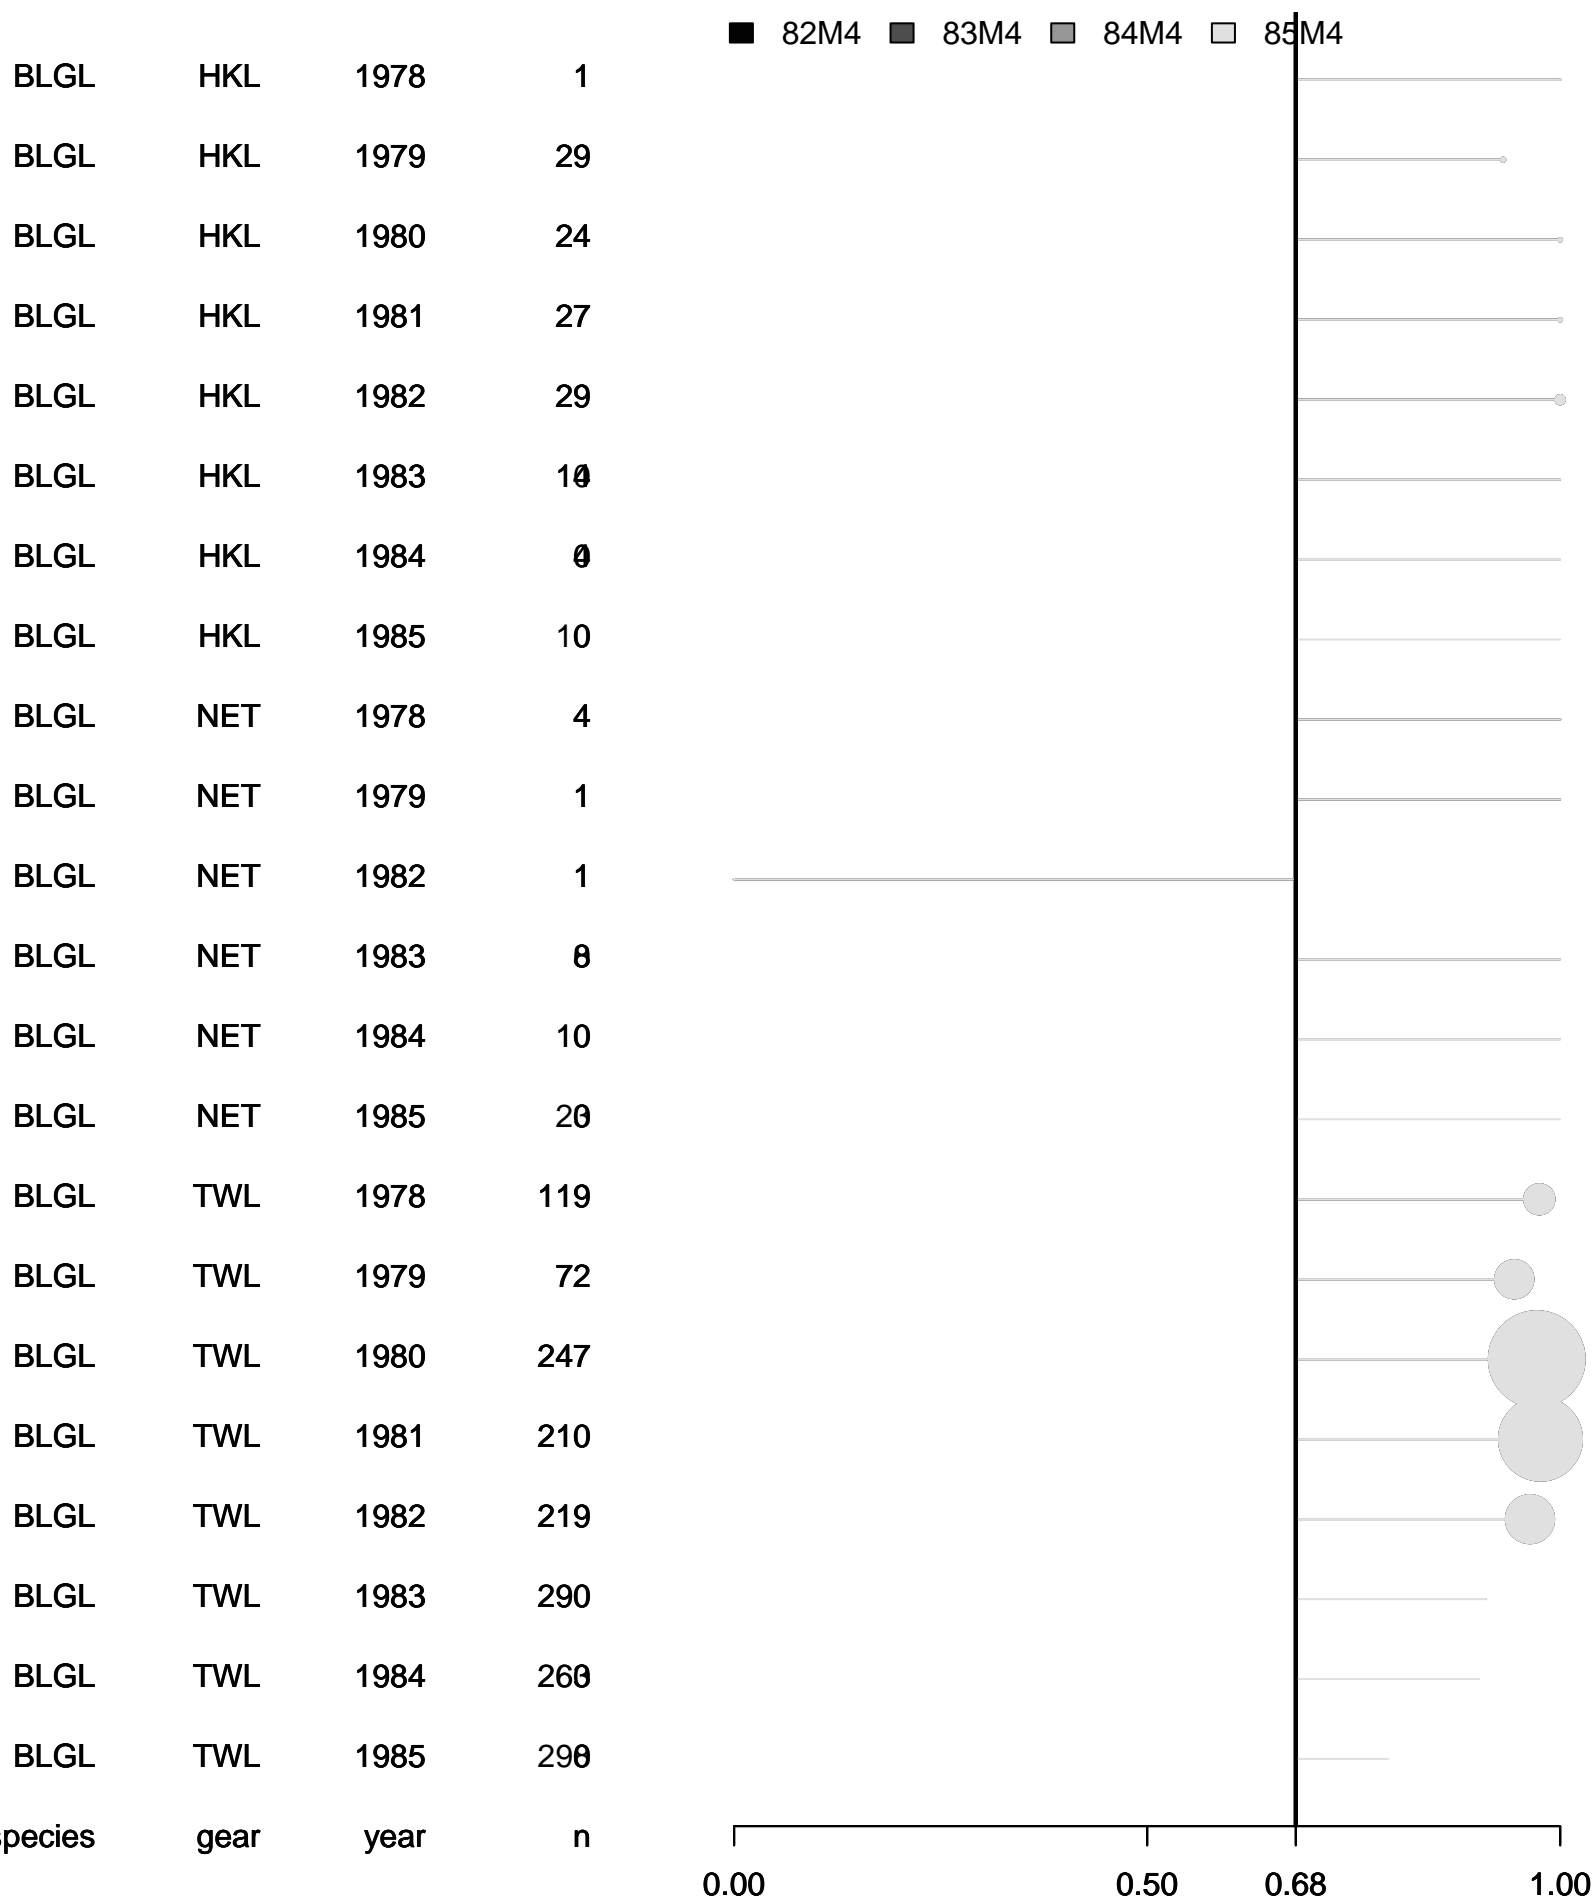 82M4 83M4 84M4 85M4
BLGL HKL 1978 1
BLGL HKL 1979 29
BLGL HKL 1980 24
BLGL HKL 1981 27
BLGL HKL 1982 29
BLGL HKL 1983
BLGL HKL 1984
BLGL HKL 1985 10
BLGL NET 1978 4
BLGL NET 1979 1
BLGL NET 1982 1
BLGL NET 1983
BLGL NET 1984 10
BLGL NET 1985
BLGL TWL 1978 119
BLGL TWL 1979 72
BLGL TWL 1980 247
BLGL TWL 1981 210
BLGL TWL 1982 219
BLGL TWL 1983 290
BLGL TWL 1984
BLGL TWL 1985
species gear year n
0.00 0.50 0.68 1.00